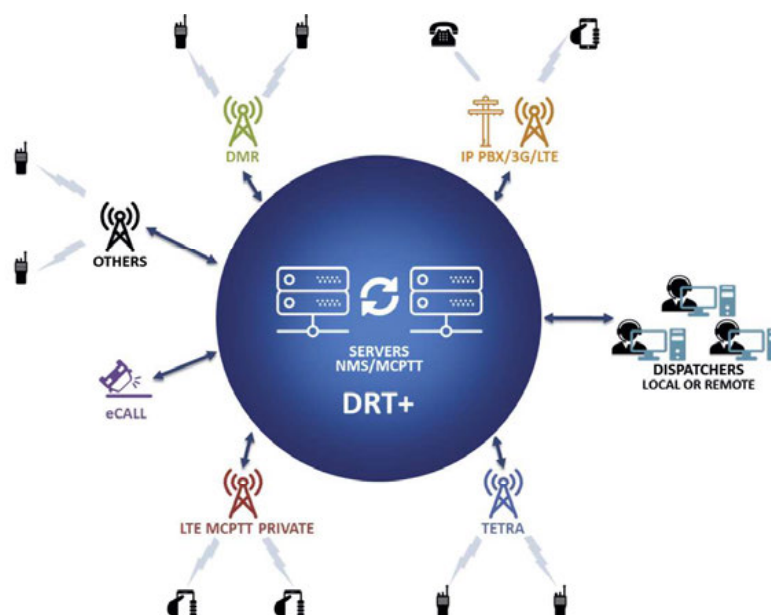 DMR
IP PBX/3G/LTE
OTHERS
SERVERS
NMS/MCPTT
DRT+
DISPATCHERS
LOCAL OR REMOTE
eCALL
LTE MCPTT PRIVATE
TETRA